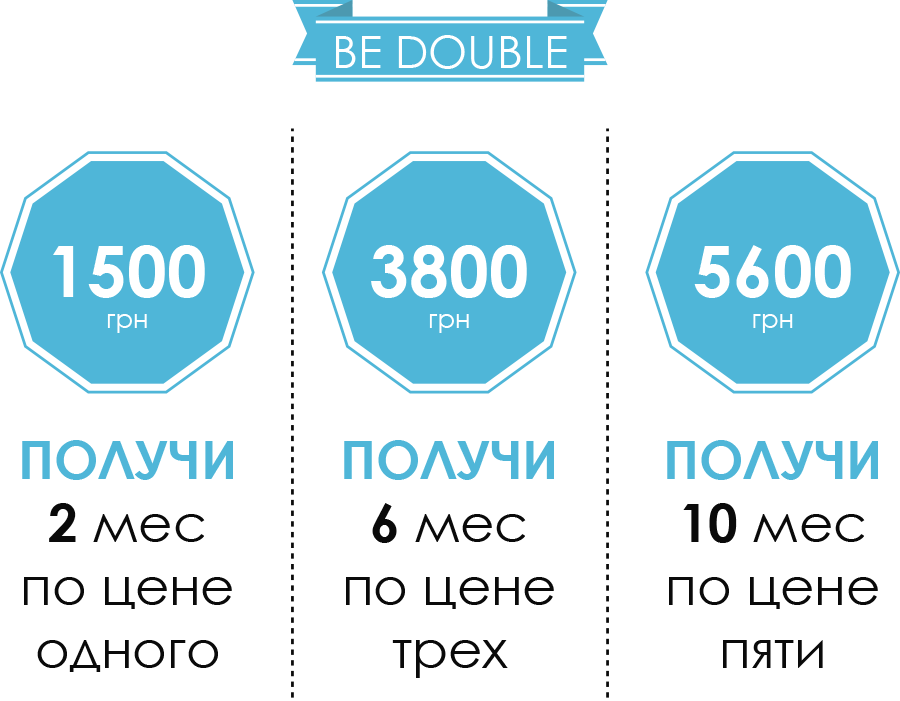 BE DOUBLE
1500
грн
ПОЛУЧИ
2 мес
по цене
одного
3800
грн
ПОЛУЧИ
6 мес
по цене
трех
5600
грн
ПОЛУЧИ
10 мес
по цене
пяти